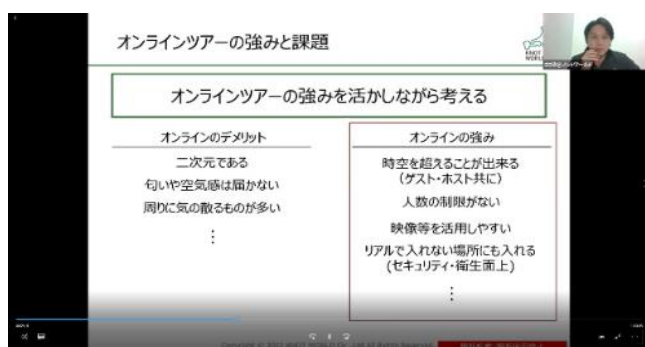 オンラインツアーの強みと課題
KNOT
WORLD
オンラインツアーの強みを活かしながら考える
オンラインのデメリット
二次元である
匂いや空気感は届かない
周りに気の散るものが多い
⋮
オンラインの強み
時空を超えることが出来る
(ゲスト・ホスト共に)
人数の制限がない
映像等を活用しやすい
リアルで入れない場所にも入れる
(セキュリティ・衛生面上)
⋮